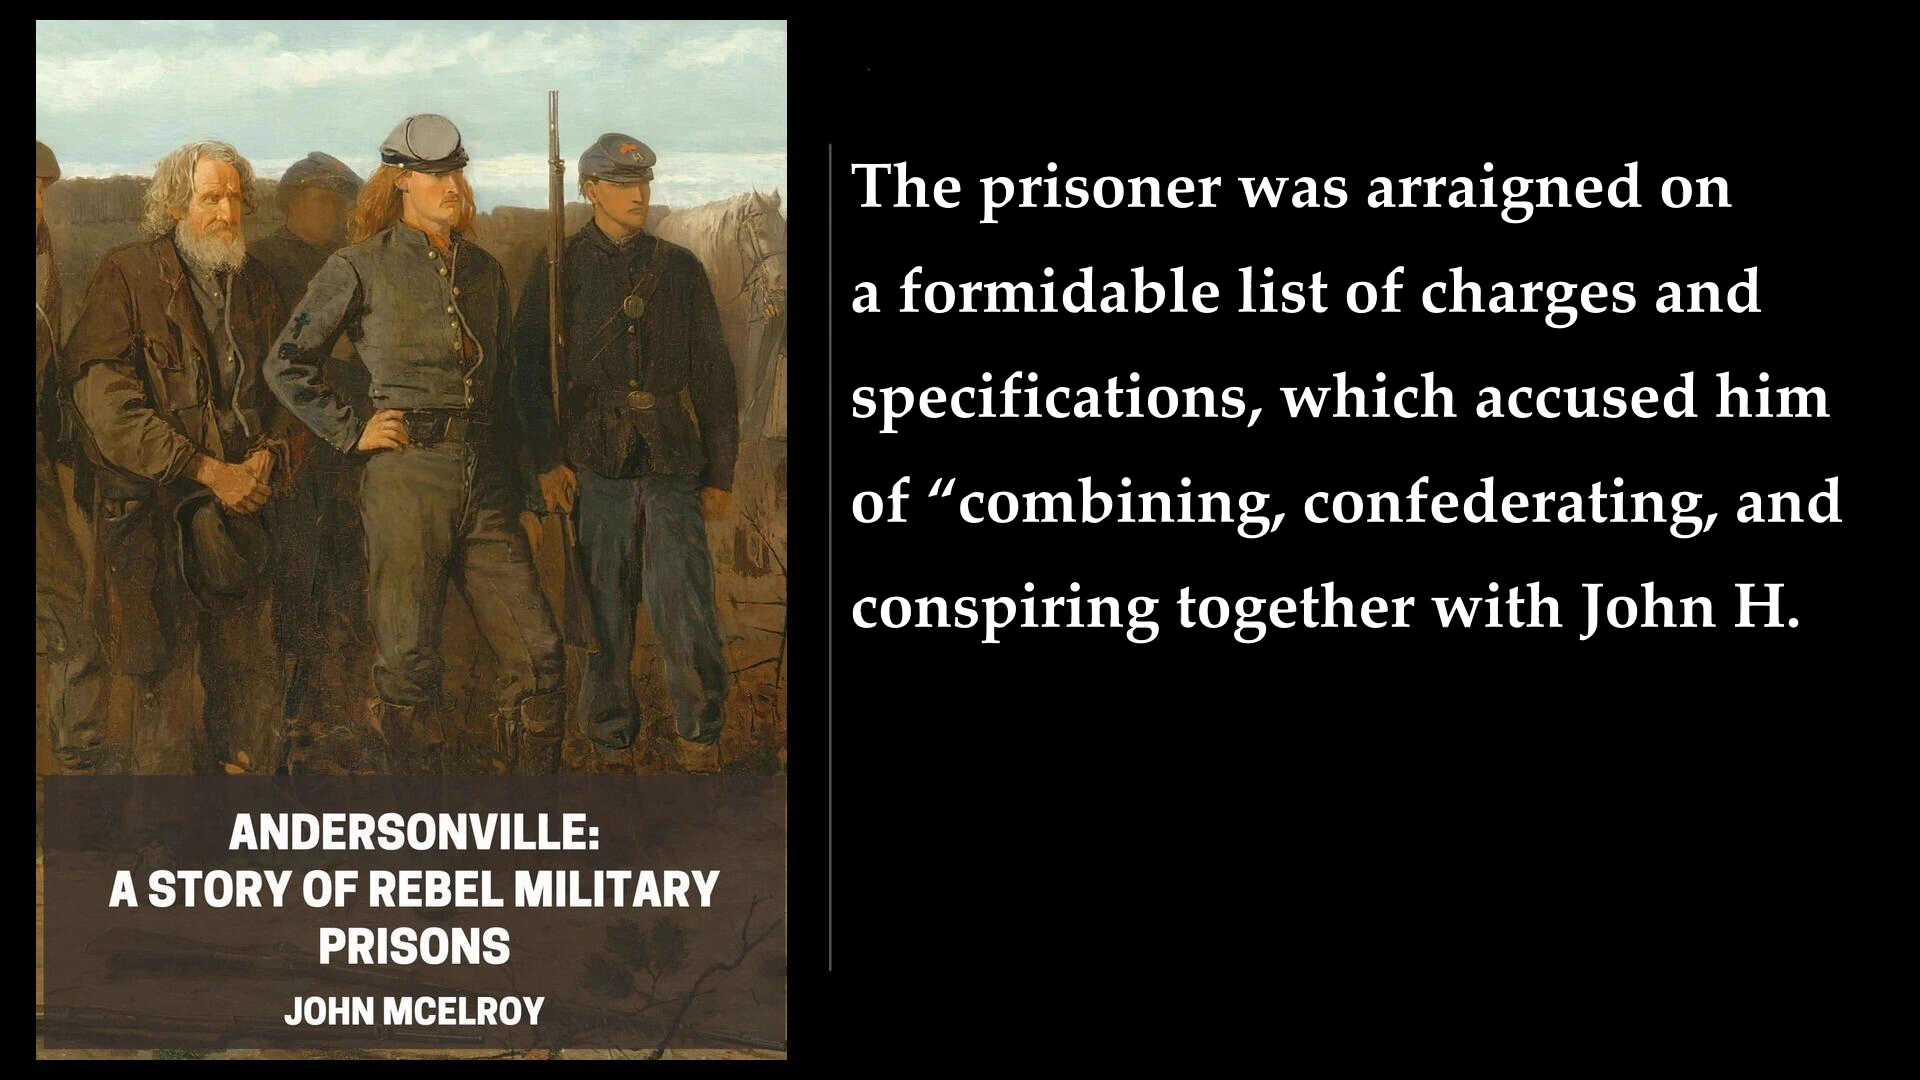 ANDERSONVILLE:
A STORY OF REBEL MILITARY
PRISONS
JOHN MCELROY
The prisoner was arraigned on
a formidable list of charges and
specifications, which accused him
of “combining, confederating, and
conspiring together with John H.